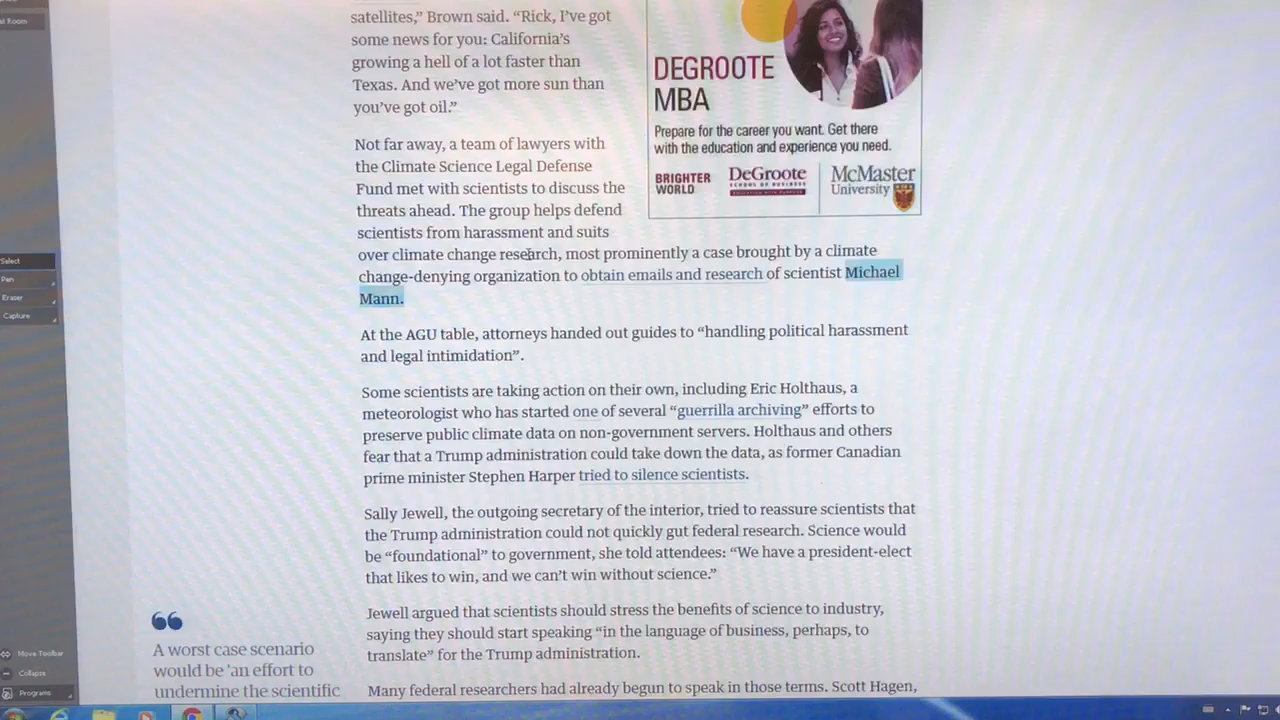 at Room
satellites,” Brown said. “Rick, I’ve got
some news for you: California’s
growing a hell of a lot faster than
Texas. And we’ve got more sun than
you’ve got oil.”
DEGROOTE
MBA
Prepare for the career you want. Get there
with the education and experience you need.
BRIGHTER
WORLD
DeGroote
SCHOOL OF BUSINESS
EDUCATION WITH PURPOSE
McMaster
University
Not far away, a team of lawyers with
the Climate Science Legal Defense
Fund met with scientists to discuss the
threats ahead. The group helps defend
scientists from harassment and suits
over climate change research, most prominently a case brought by a climate
change-denying organization to obtain emails and research of scientist Michael
Mann.
Select
Pen
Eraser
Capture
At the AGU table, attorneys handed out guides to “handling political harassment
and legal intimidation”.
Some scientists are taking action on their own, including Eric Holthaus, a
meteorologist who has started one of several “guerrilla archiving” efforts to
preserve public climate data on non-government servers. Holthaus and others
fear that a Trump administration could take down the data, as former Canadian
prime minister Stephen Harper tried to silence scientists.
Sally Jewell, the outgoing secretary of the interior, tried to reassure scientists that
the Trump administration could not quickly gut federal research. Science would
be “foundational” to government, she told attendees: “We have a president-elect
that likes to win, and we can’t win without science.”
Jewell argued that scientists should stress the benefits of science to industry,
saying they should start speaking “in the language of business, perhaps, to
translate” for the Trump administration.
Many federal researchers had already begun to speak in those terms. Scott Hagen,
“
A worst case scenario
would be 'an effort to
undermine the scientific
Move Toolbar
Collapse
Programs